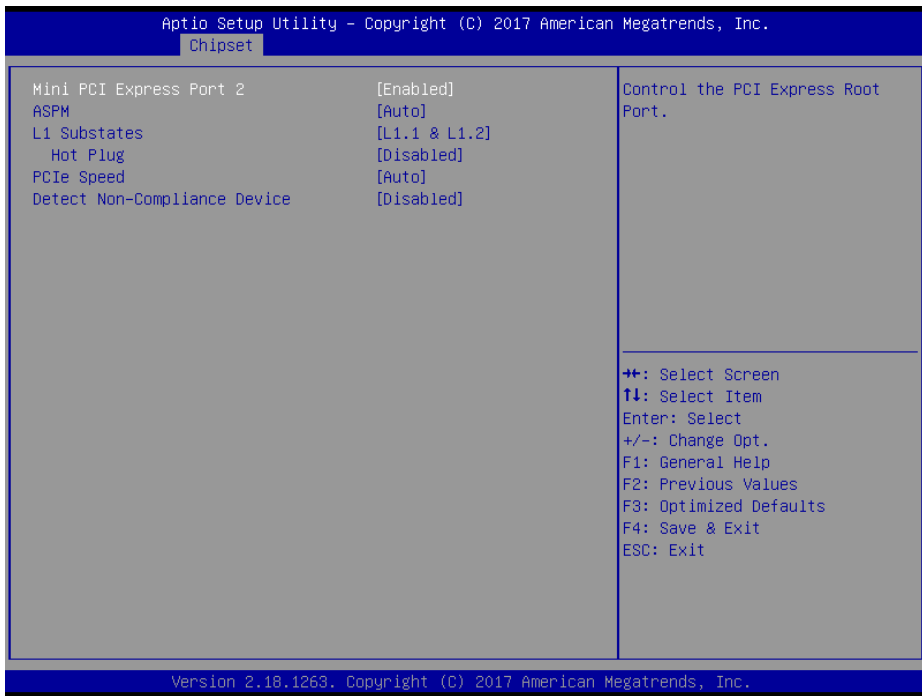 Aptio Setup Utility – Copyright (C) 2017 American Megatrends, Inc.
Chipset
Mini PCI Express Port 2 [Enabled]
ASPM [Auto]
L1 Substates [L1.1 & L1.2]
Hot Plug [Disabled]
PCIe Speed [Auto]
Detect Non-Compliance Device [Disabled]
Control the PCI Express Root
Port.
→←: Select Screen
↑↓: Select Item
Enter: Select
+/-: Change Opt.
F1: General Help
F2: Previous Values
F3: Optimized Defaults
F4: Save & Exit
ESC: Exit
Version 2.18.1263. Copyright (C) 2017 American Megatrends, Inc.